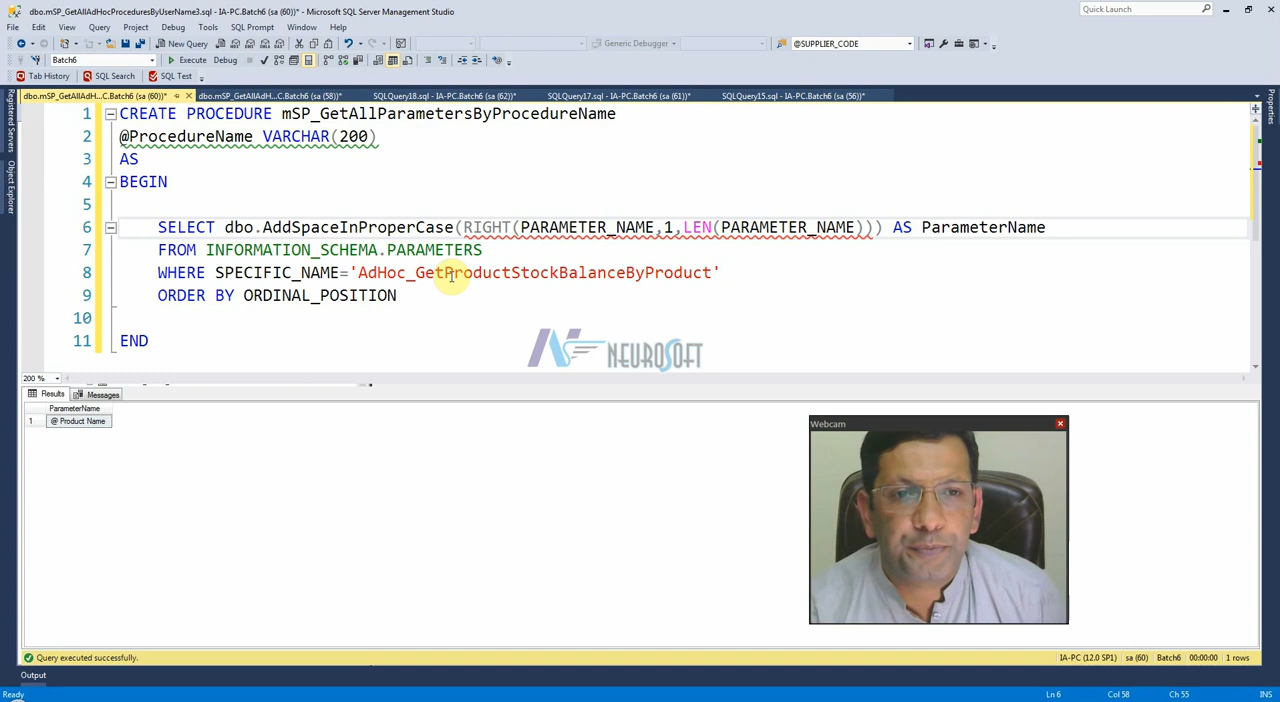 dbo.mSP_GetAllAdHocProceduresByUserName3.sql - IA-PC.Batch6 (sa (60))* - Microsoft SQL Server Management Studio
Quick Launch
File Edit View Query Project Debug Tools SQL Prompt Window Help
New Query
Generic Debugger
@SUPPLIER_CODE
Batch6
Execute Debug
Tab History SQL Search SQL Test
dbo.mSP_GetAllAdH...C.Batch6 (sa (60))* dbo.mSP_GetAllAdH...C.Batch6 (sa (58))* SQLQuery18.sql - IA-PC.Batch6 (sa (62))* SQLQuery17.sql - IA-PC.Batch6 (sa (61))* SQLQuery15.sql - IA-PC.Batch6 (sa (56))*
Registered Servers
Object Explorer
Properties
1 CREATE PROCEDURE mSP_GetAllParametersByProcedureName
2 @ProcedureName VARCHAR(200)
3 AS
4 BEGIN
5
6 SELECT dbo.AddSpaceInProperCase(RIGHT(PARAMETER_NAME,1,LEN(PARAMETER_NAME))) AS ParameterName
7 FROM INFORMATION_SCHEMA.PARAMETERS
8 WHERE SPECIFIC_NAME='AdHoc_GetProductStockBalanceByProduct'
9 ORDER BY ORDINAL_POSITION
10
11 END
NEUROSOFT
200 %
Results Messages
ParameterName
1 @ Product Name
Webcam
Query executed successfully.
IA-PC (12.0 SP1) sa (60) Batch6 00:00:00 1 rows
Output
Ready
Ln 6 Col 58 Ch 55 INS